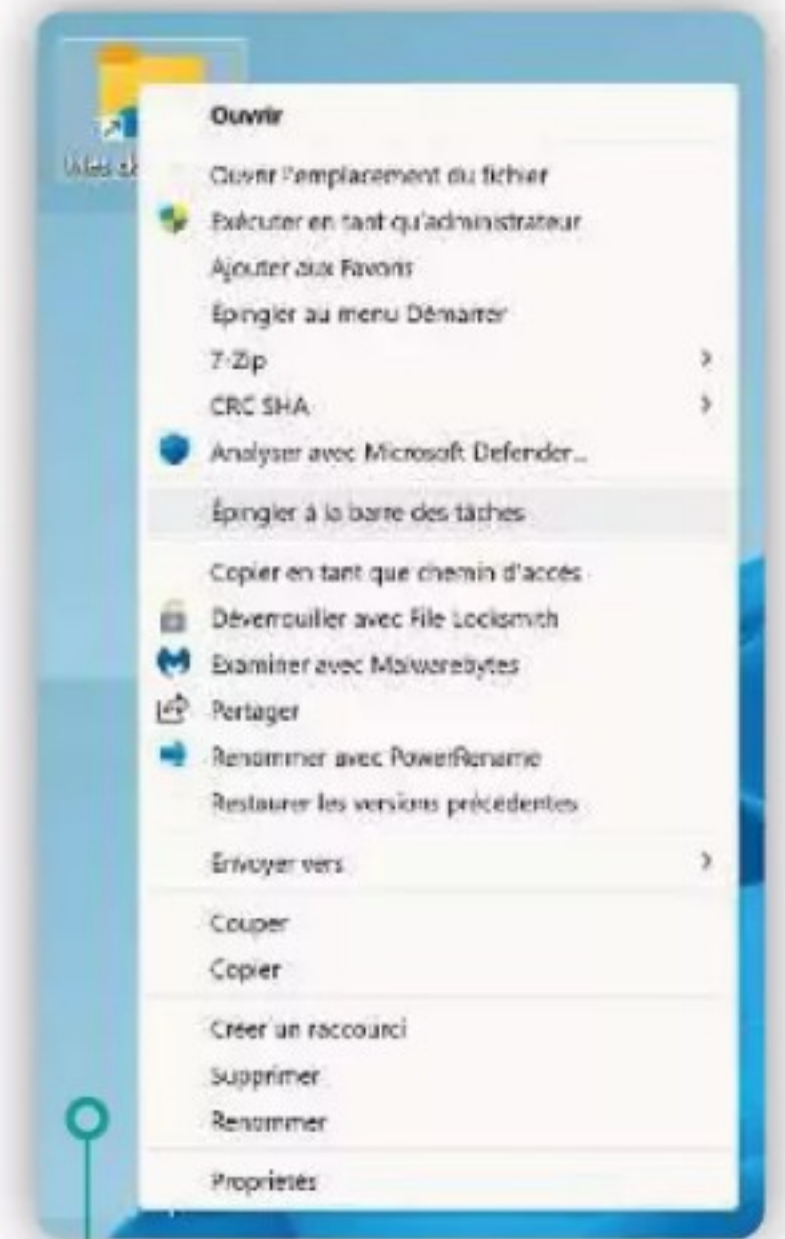 Ouvrir
Ouvrir l'emplacement du fichier
Exécuter en tant qu'administrateur
Ajouter aux Favoris
Épingler au menu Démarrer
7-Zip
CRC SHA
Analyser avec Microsoft Defender...
Épingler à la barre des tâches
Copier en tant que chemin d'accès
Déverrouiller avec File Locksmith
Examiner avec Malwarebytes
Partager
Renommer avec PowerRename
Restaurer les versions précédentes
Envoyer vers
Couper
Copier
Créer un raccourci
Supprimer
Renommer
Propriétés